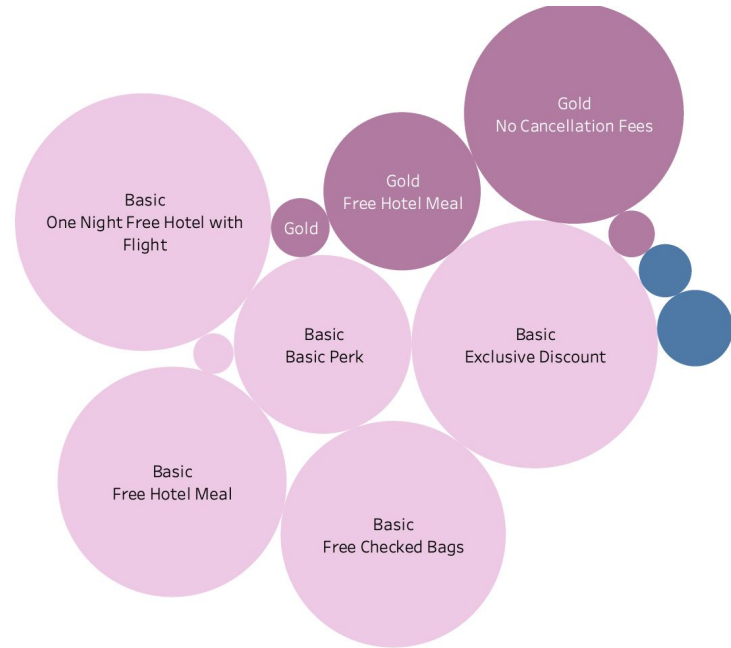 Gold
No Cancellation Fees
Gold
Free Hotel Meal
Basic
One Night Free Hotel with
Flight
Gold
Basic
Basic Perk
Basic
Exclusive Discount
Basic
Free Hotel Meal
Basic
Free Checked Bags